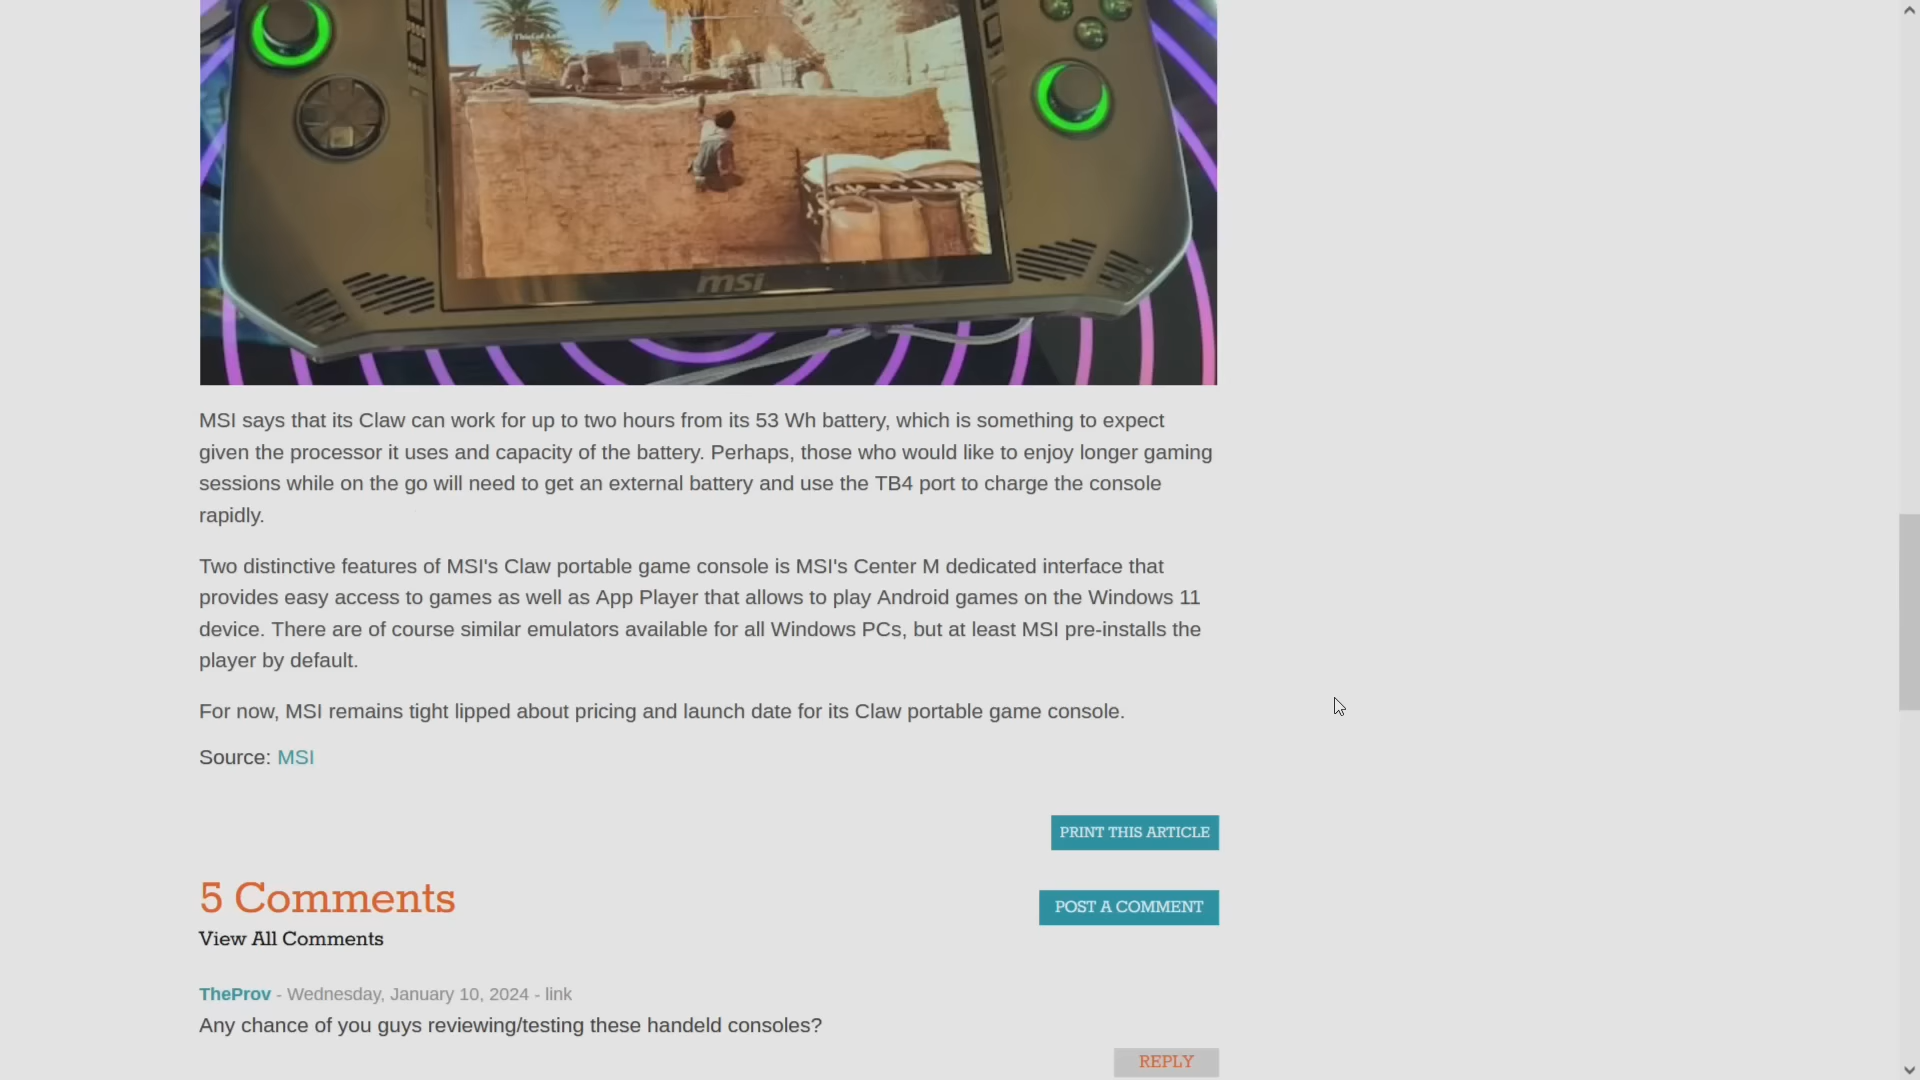 msi
MSI says that its Claw can work for up to two hours from its 53 Wh battery, which is something to expect
given the processor it uses and capacity of the battery. Perhaps, those who would like to enjoy longer gaming
sessions while on the go will need to get an external battery and use the TB4 port to charge the console
rapidly.
Two distinctive features of MSI's Claw portable game console is MSI's Center M dedicated interface that
provides easy access to games as well as App Player that allows to play Android games on the Windows 11
device. There are of course similar emulators available for all Windows PCs, but at least MSI pre-installs the
player by default.
For now, MSI remains tight lipped about pricing and launch date for its Claw portable game console.
Source: MSI
PRINT THIS ARTICLE
5 Comments
POST A COMMENT
View All Comments
TheProv - Wednesday, January 10, 2024 - link
Any chance of you guys reviewing/testing these handeld consoles?
REPLY